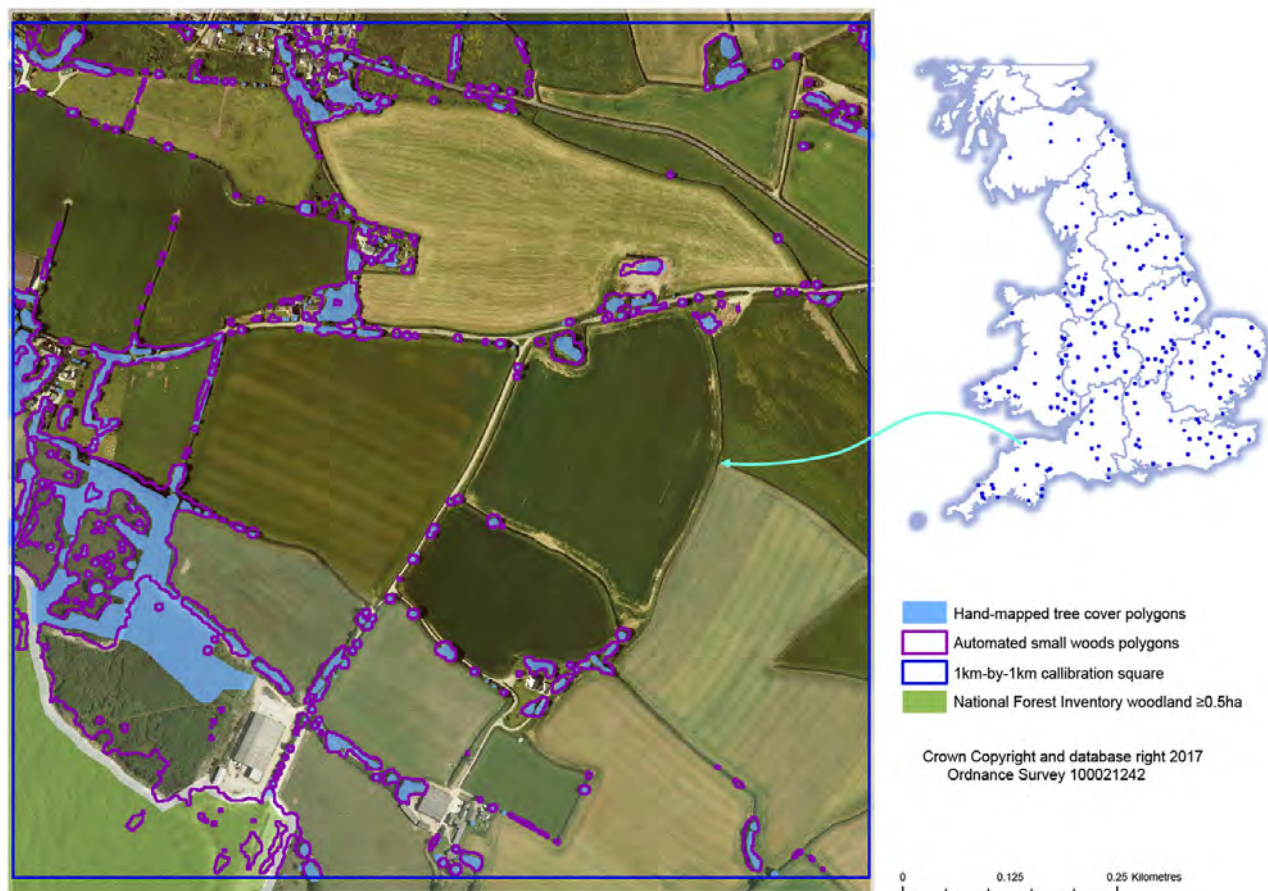 Hand-mapped tree cover polygons
Automated small woods polygons
1km-by-1km callibration square
National Forest Inventory woodland ≥0.5ha
Crown Copyright and database right 2017
Ordnance Survey 100021242
0 0.125 0.25 Kilometres